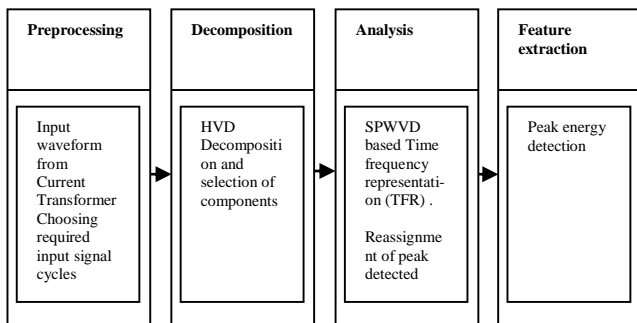 Preprocessing
Input
waveform
from
Current
Transformer
Choosing
required
input signal
cycles
Decomposition
HVD
Decompositi
on and
selection of
components
Analysis
SPWVD
based Time
frequency
representati-
on (TFR) .
Reassignme
nt of peak
detected
Feature
extraction
Peak energy
detection